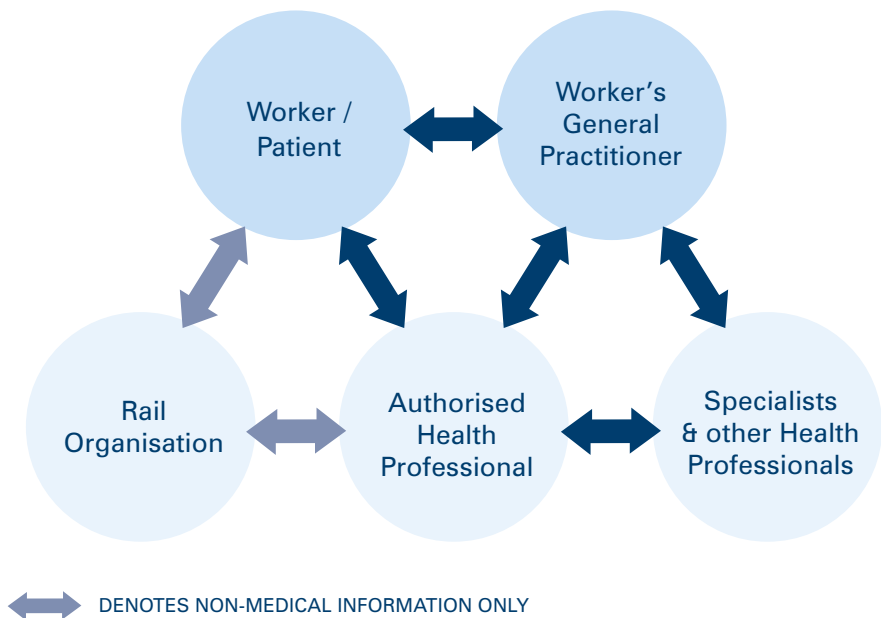 Worker /
Patient
Worker’s
General
Practitioner
Rail
Organisation
Authorised
Health
Professional
Specialists
& other Health
Professionals
DENOTES NON-MEDICAL INFORMATION ONLY